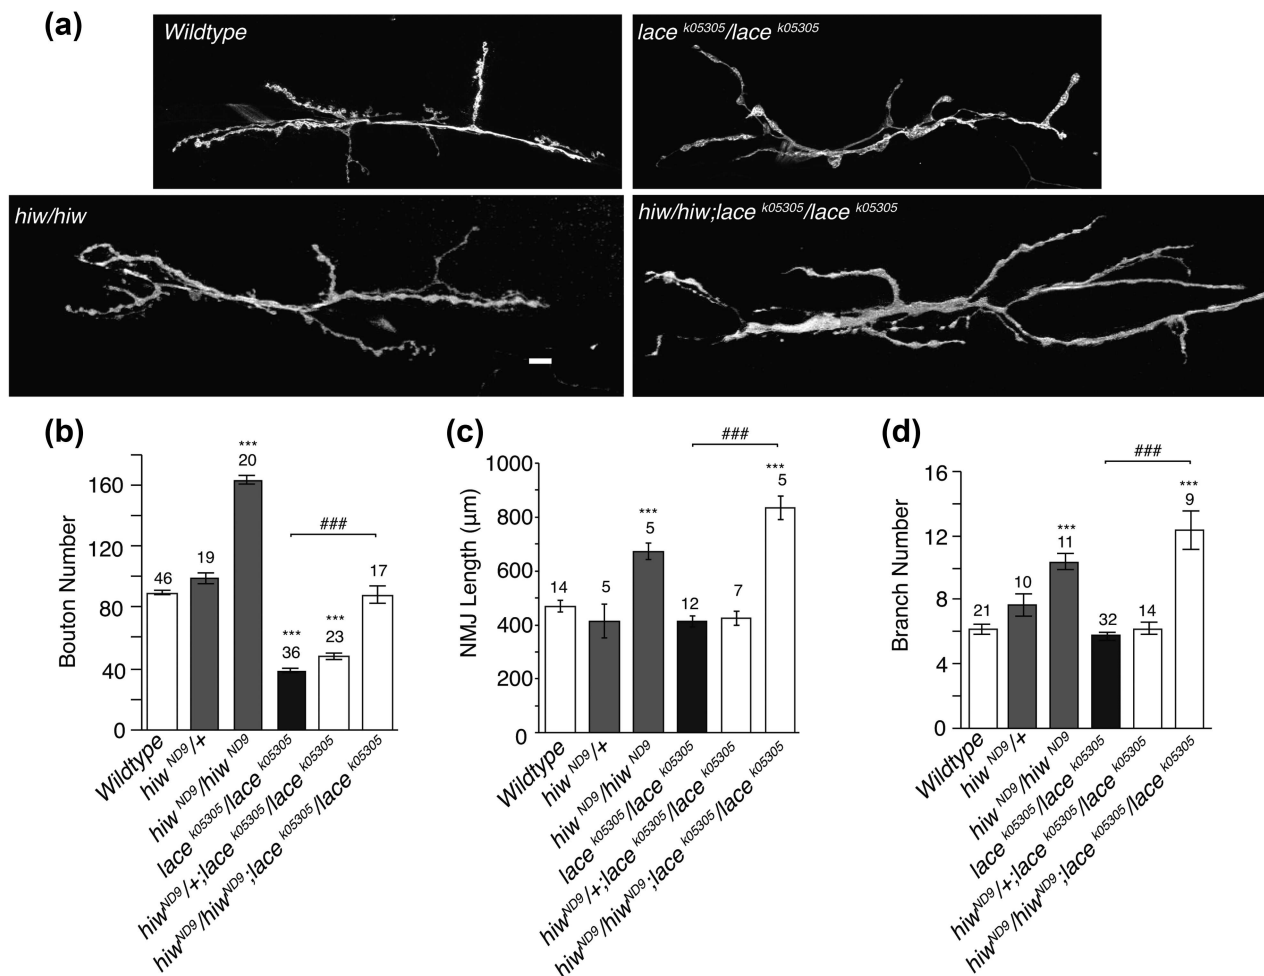 (a)
Wildtype
lace k05305/lace k05305
hiw/hiw
hiw/hiw;lace k05305/lace k05305
(b)
Bouton Number
160
120
80
40
0
46
19
***
20
***
36
***
23
17
###
Wildtype
hiw ND9/+
hiw ND9/hiw ND9
lace k05305/lace k05305
hiwND9/+;lace k05305/lace k05305
hiwND9/hiwND9;lace k05305/lace k05305
(c)
NMJ Length (µm)
1000
800
600
400
200
0
14
5
***
5
12
7
***
5
###
Wildtype
hiw ND9/+
hiw ND9/hiw ND9
lace k05305/lace k05305
hiwND9/+;lace k05305/lace k05305
hiwND9/hiwND9;lace k05305/lace k05305
(d)
Branch Number
16
12
8
4
0
21
10
***
11
32
14
***
9
###
Wildtype
hiw ND9/+
hiw ND9/hiw ND9
lace k05305/lace k05305
hiwND9/+;lace k05305/lace k05305
hiwND9/hiwND9;lace k05305/lace k05305